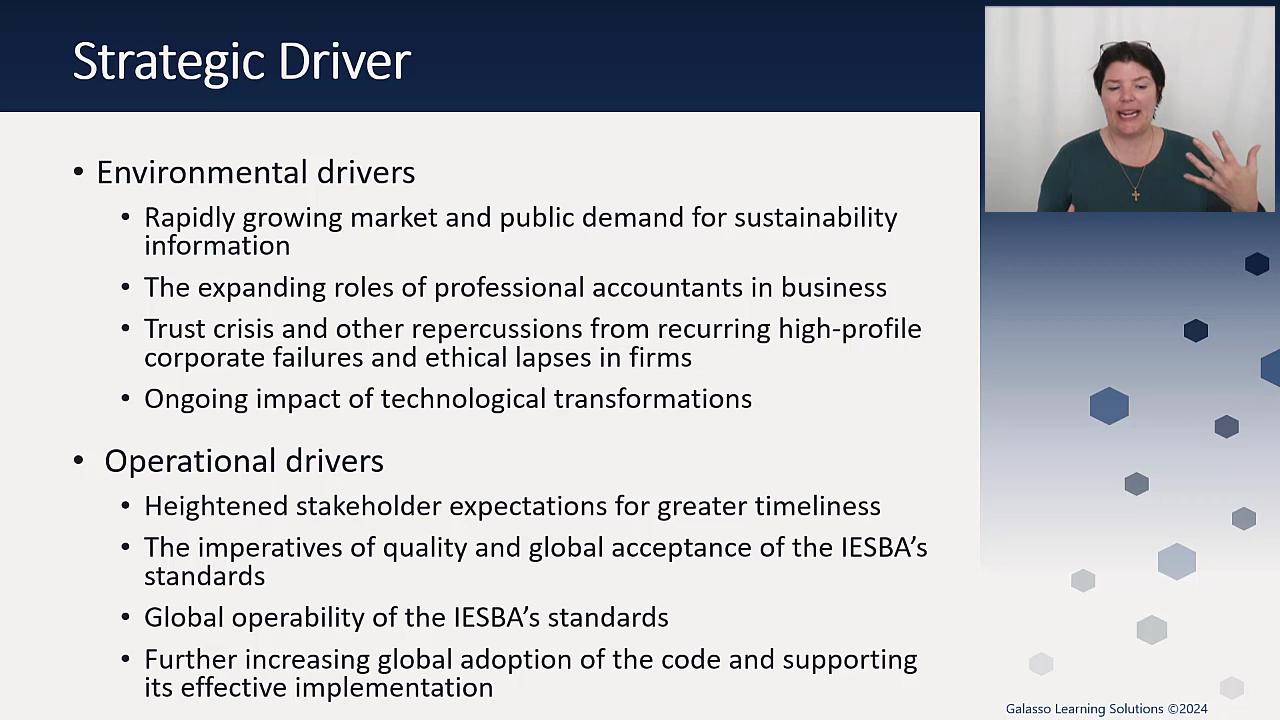 Strategic Driver
• Environmental drivers
• Rapidly growing market and public demand for sustainability
information
• The expanding roles of professional accountants in business
• Trust crisis and other repercussions from recurring high-profile
corporate failures and ethical lapses in firms
• Ongoing impact of technological transformations
• Operational drivers
• Heightened stakeholder expectations for greater timeliness
• The imperatives of quality and global acceptance of the IESBA’s
standards
• Global operability of the IESBA’s standards
• Further increasing global adoption of the code and supporting
its effective implementation
Galasso Learning Solutions ©2024